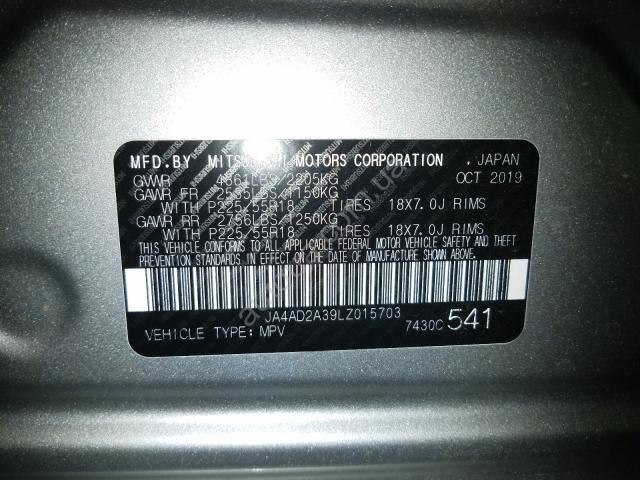 MFD.BY MITSUBISHI MOTORS CORPORATION . JAPAN
GVWR 4861LBS/2205KG OCT 2019
GAWR FR 2535LBS/1150KG
WITH P225/55R18 TIRES 18X7.0J RIMS
GAWR RR 2756LBS/1250KG
WITH P225/55R18 TIRES 18X7.0J RIMS
THIS VEHICLE CONFORMS TO ALL APPLICABLE FEDERAL MOTOR VEHICLE SAFETY AND THEFT
PREVENTION STANDARDS IN EFFECT ON THE DATE OF MANUFACTURE SHOWN ABOVE.
JA4AD2A39LZ015703
VEHICLE TYPE: MPV 7430C 541